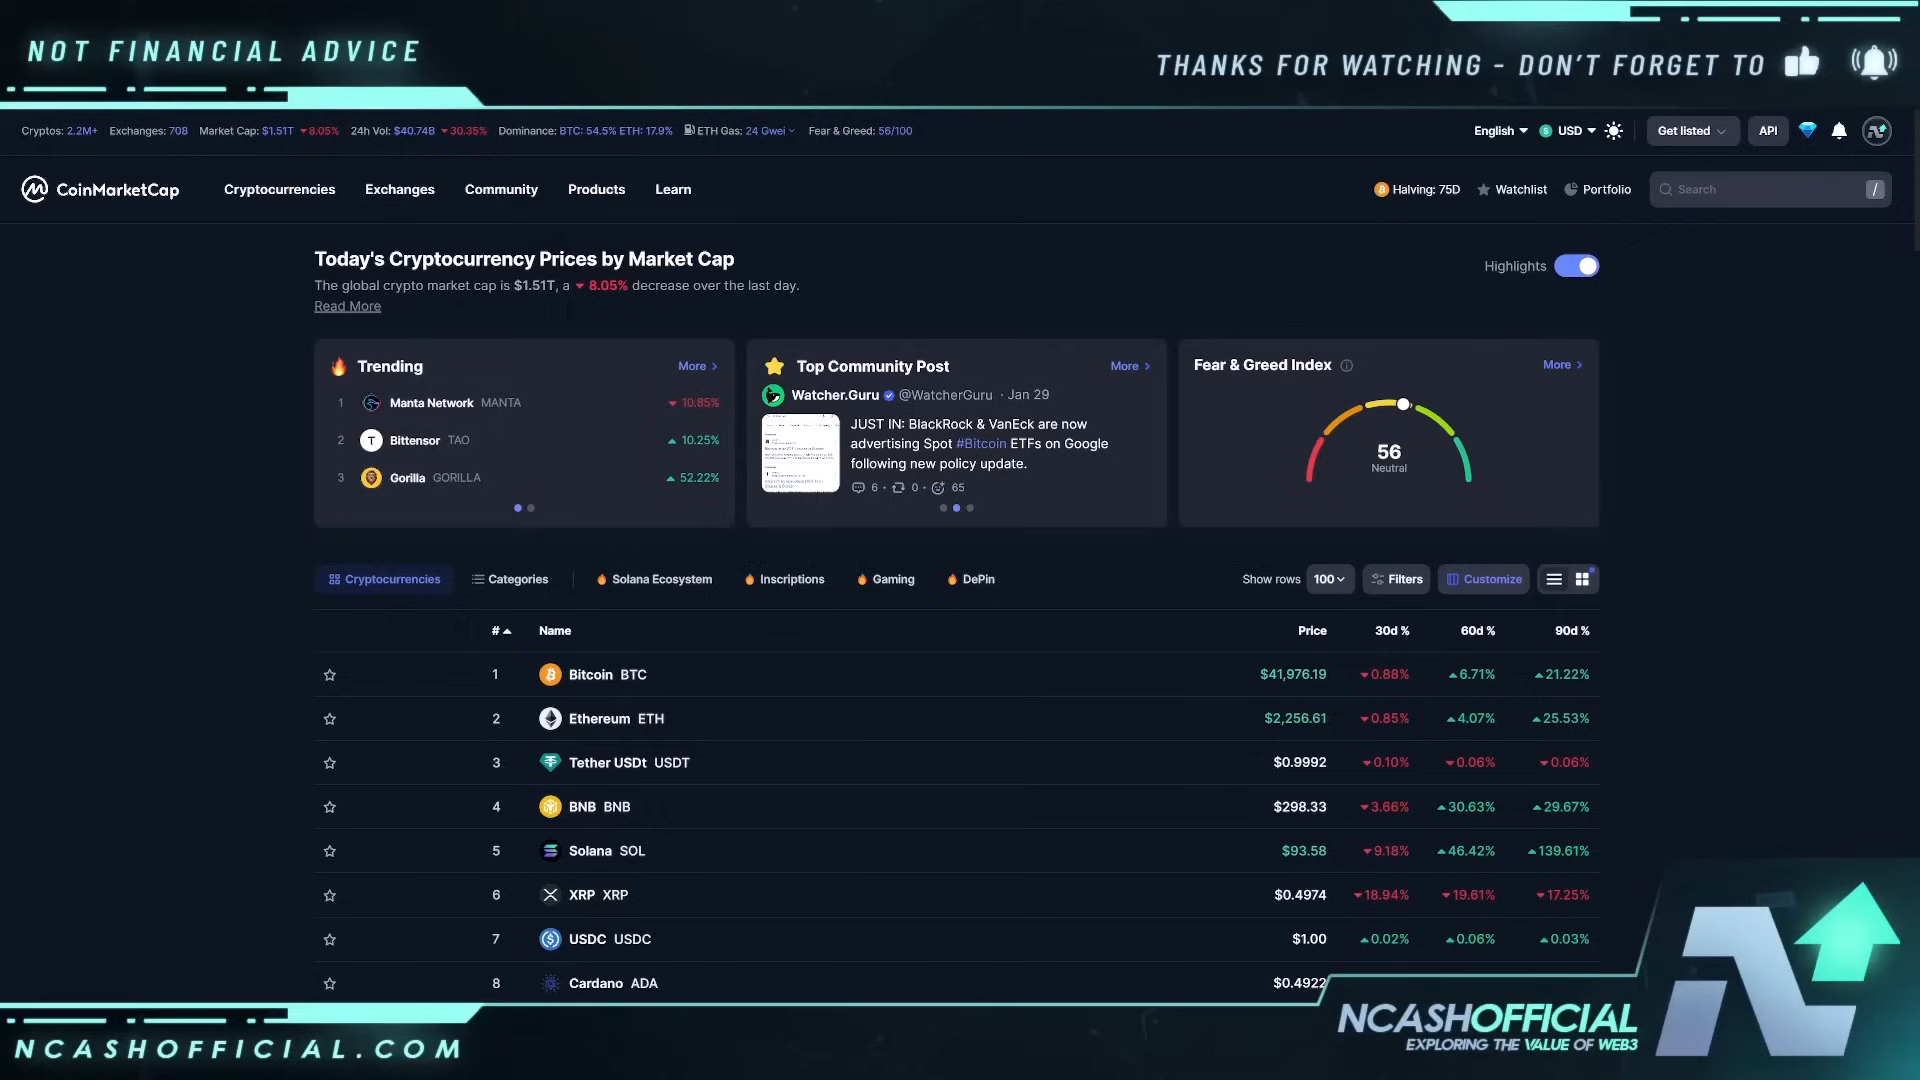 NOT FINANCIAL ADVICE
THANKS FOR WATCHING - DON'T FORGET TO
Cryptos: 2.2M+ Exchanges: 708 Market Cap: $1.51T 8.05% 24h Vol: $40.74B 30.35% Dominance: BTC: 54.5% ETH: 17.9% ETH Gas: 24 Gwei Fear & Greed: 56/100
English USD Get listed API
CoinMarketCap Cryptocurrencies Exchanges Community Products Learn
Halving: 75D Watchlist Portfolio Search /
Today's Cryptocurrency Prices by Market Cap
The global crypto market cap is $1.51T, a 8.05% decrease over the last day.
Read More
Highlights
Trending More
1 Manta Network MANTA 10.85%
2 Bittensor TAO 10.25%
3 Gorilla GORILLA 52.22%
Top Community Post More
Watcher.Guru @WatcherGuru · Jan 29
JUST IN: BlackRock & VanEck are now
advertising Spot #Bitcoin ETFs on Google
following new policy update.
6 · 0 · 65
Fear & Greed Index More
56
Neutral
Cryptocurrencies Categories Solana Ecosystem Inscriptions Gaming DePin
Show rows 100 Filters Customize
# Name Price 30d % 60d % 90d %
1 Bitcoin BTC $41,976.19 0.88% 6.71% 21.22%
2 Ethereum ETH $2,256.61 0.85% 4.07% 25.53%
3 Tether USDt USDT $0.9992 0.10% 0.06% 0.06%
4 BNB BNB $298.33 3.66% 30.63% 29.67%
5 Solana SOL $93.58 9.18% 46.42% 139.61%
6 XRP XRP $0.4974 18.94% 19.61% 17.25%
7 USDC USDC $1.00 0.02% 0.06% 0.03%
8 Cardano ADA $0.4922
NCASHOFFICIAL
EXPLORING THE VALUE OF WEB3
NCASHOFFICIAL.COM